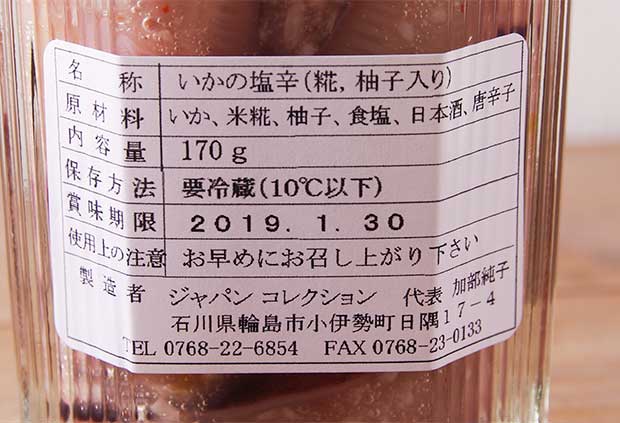 名称 いかの塩辛(糀,柚子入り)
原材料 いか、米糀、柚子、食塩、日本酒、唐辛子
内容量 170g
保存方法 要冷蔵(10℃以下)
賞味期限 2019. 1. 30
使用上の注意 お早めにお召し上がり下さい
製造者 ジャパン コレクション 代表 加部純子
石川県輪島市小伊勢町日隅17-4
TEL 0768-22-6854 FAX 0768-23-0133